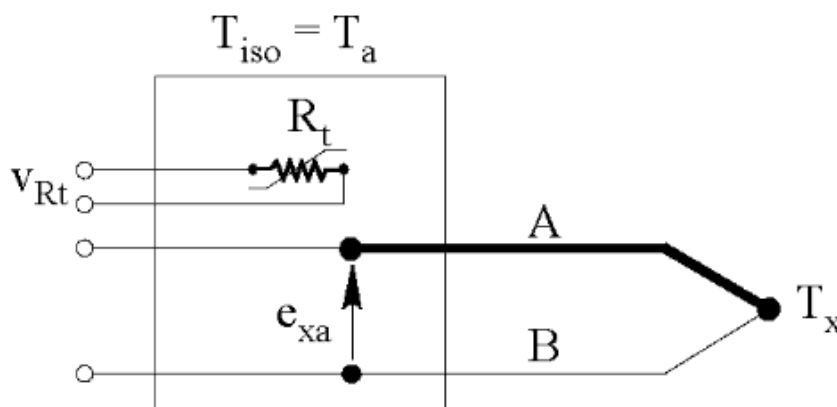 T_iso = T_a
R_t
v_Rt
A
e_xa
T_x
B